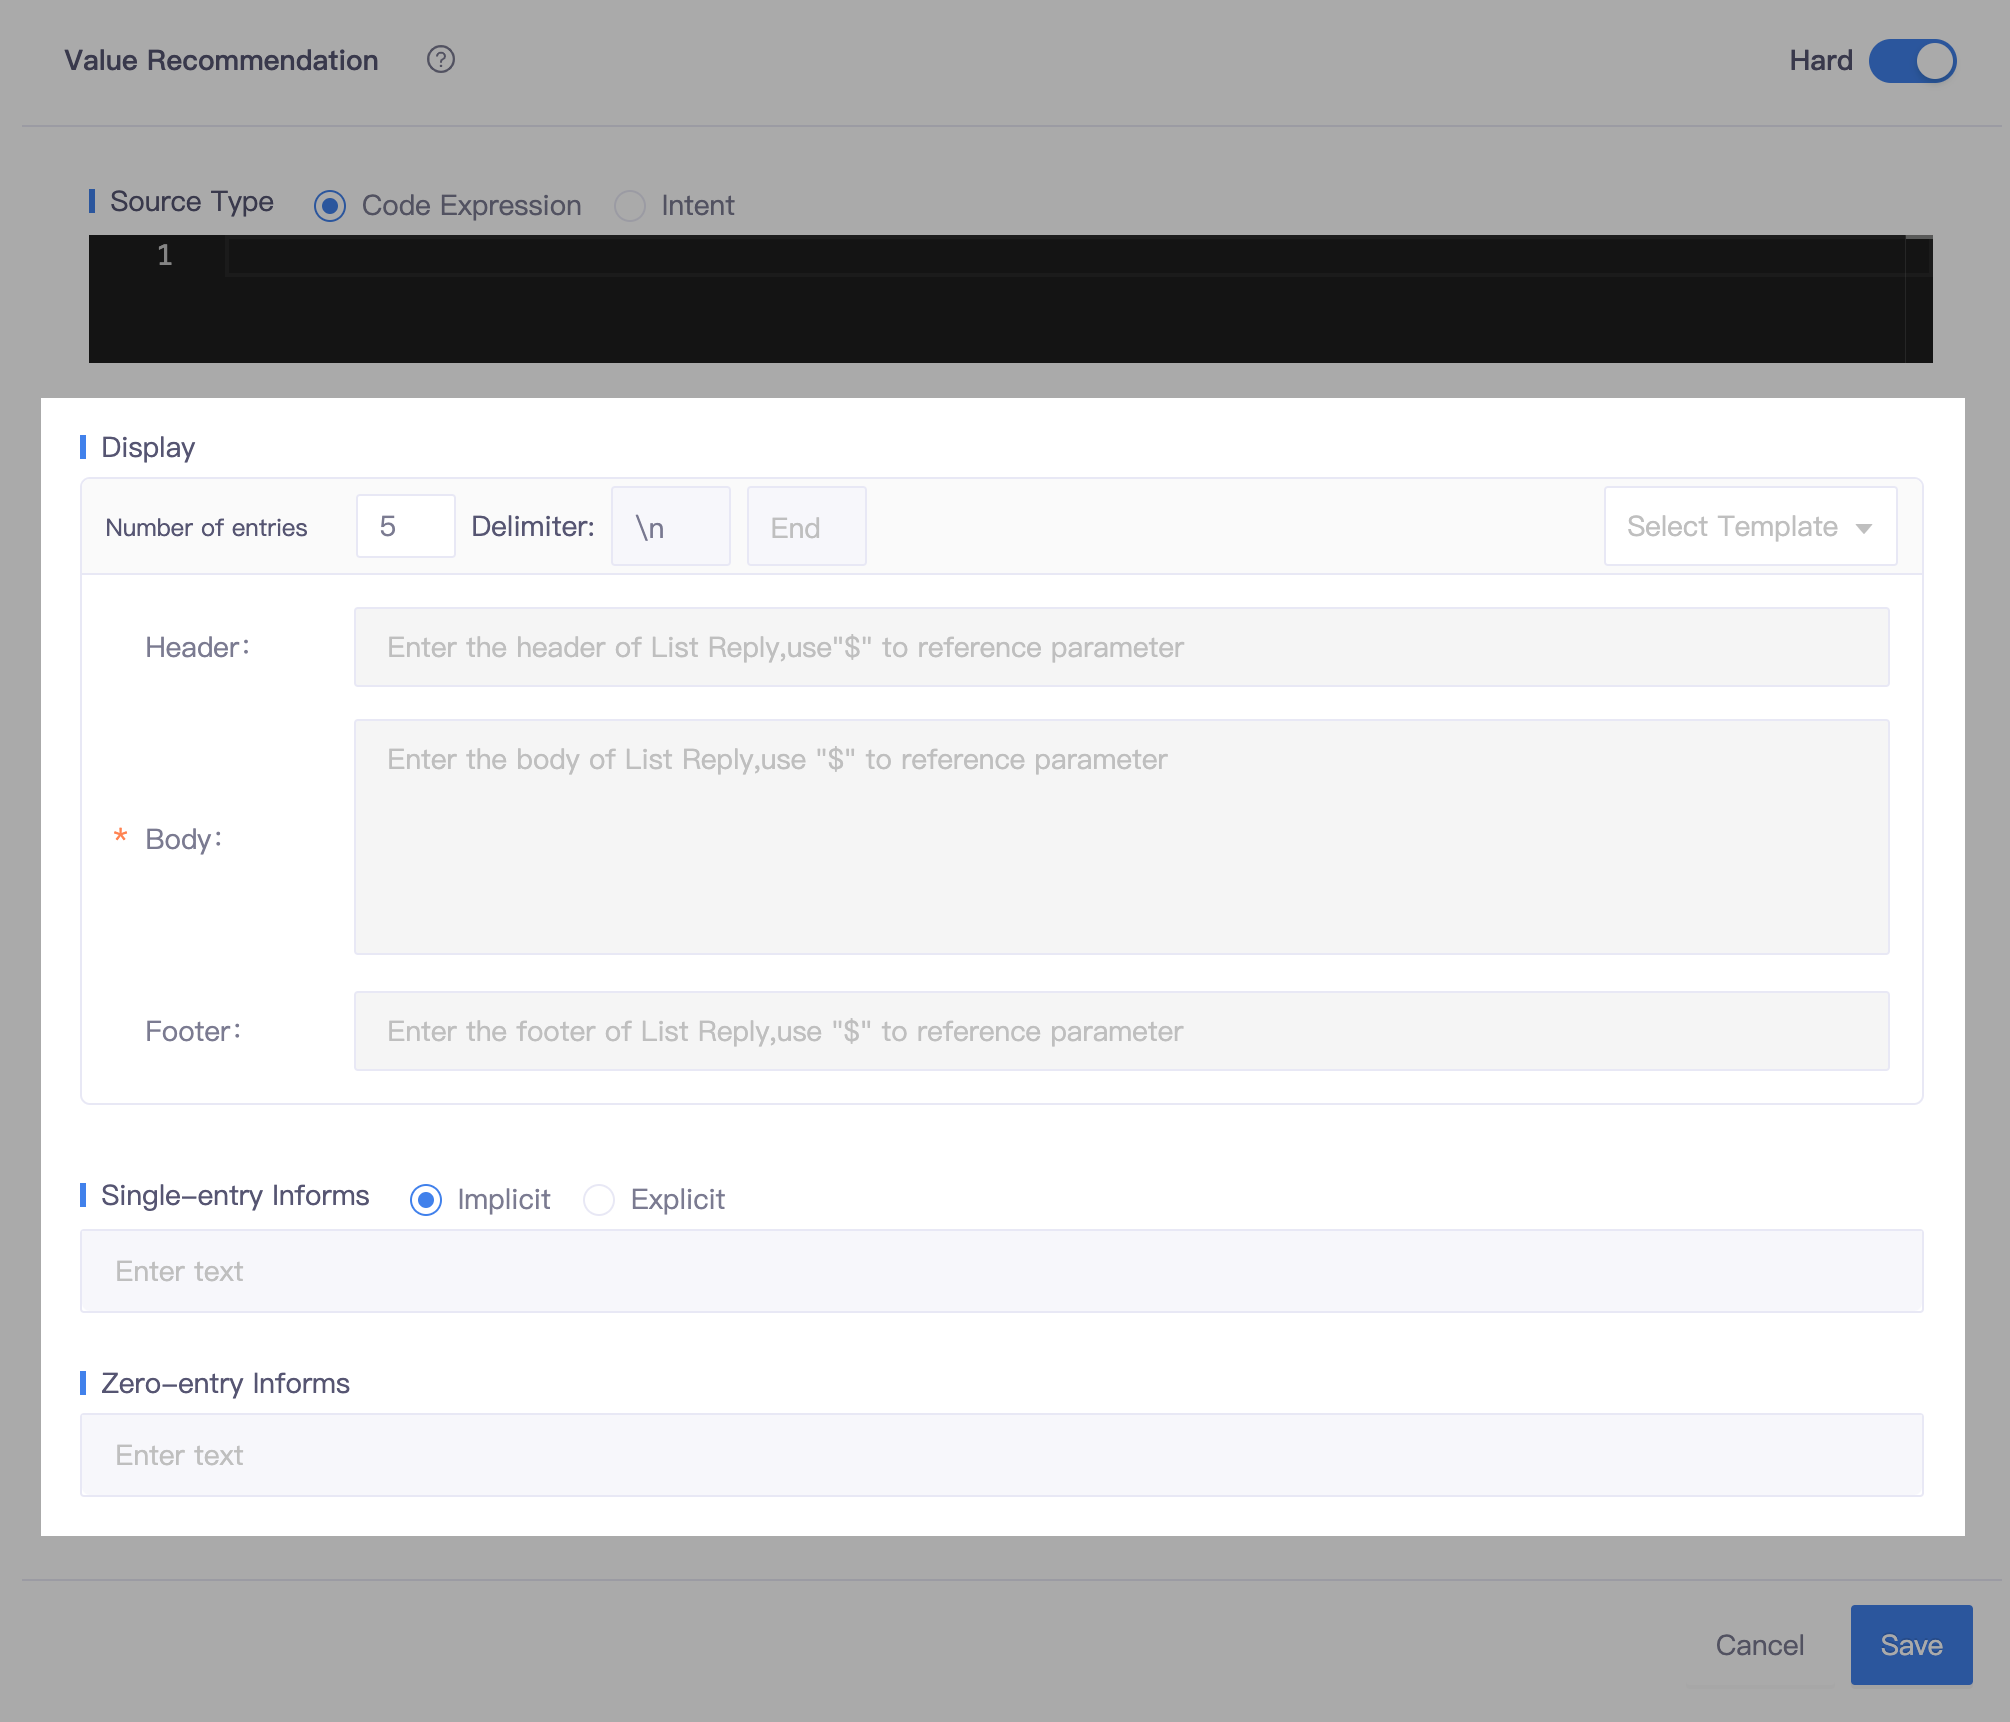 Value Recommendation ? Hard
Source Type Code Expression Intent
1
Display
Number of entries 5 Delimiter: \n End Select Template
Header: Enter the header of List Reply,use"$" to reference parameter
Enter the body of List Reply,use "$" to reference parameter
* Body:
Footer: Enter the footer of List Reply,use "$" to reference parameter
Single-entry Informs Implicit Explicit
Enter text
Zero-entry Informs
Enter text
Cancel Save